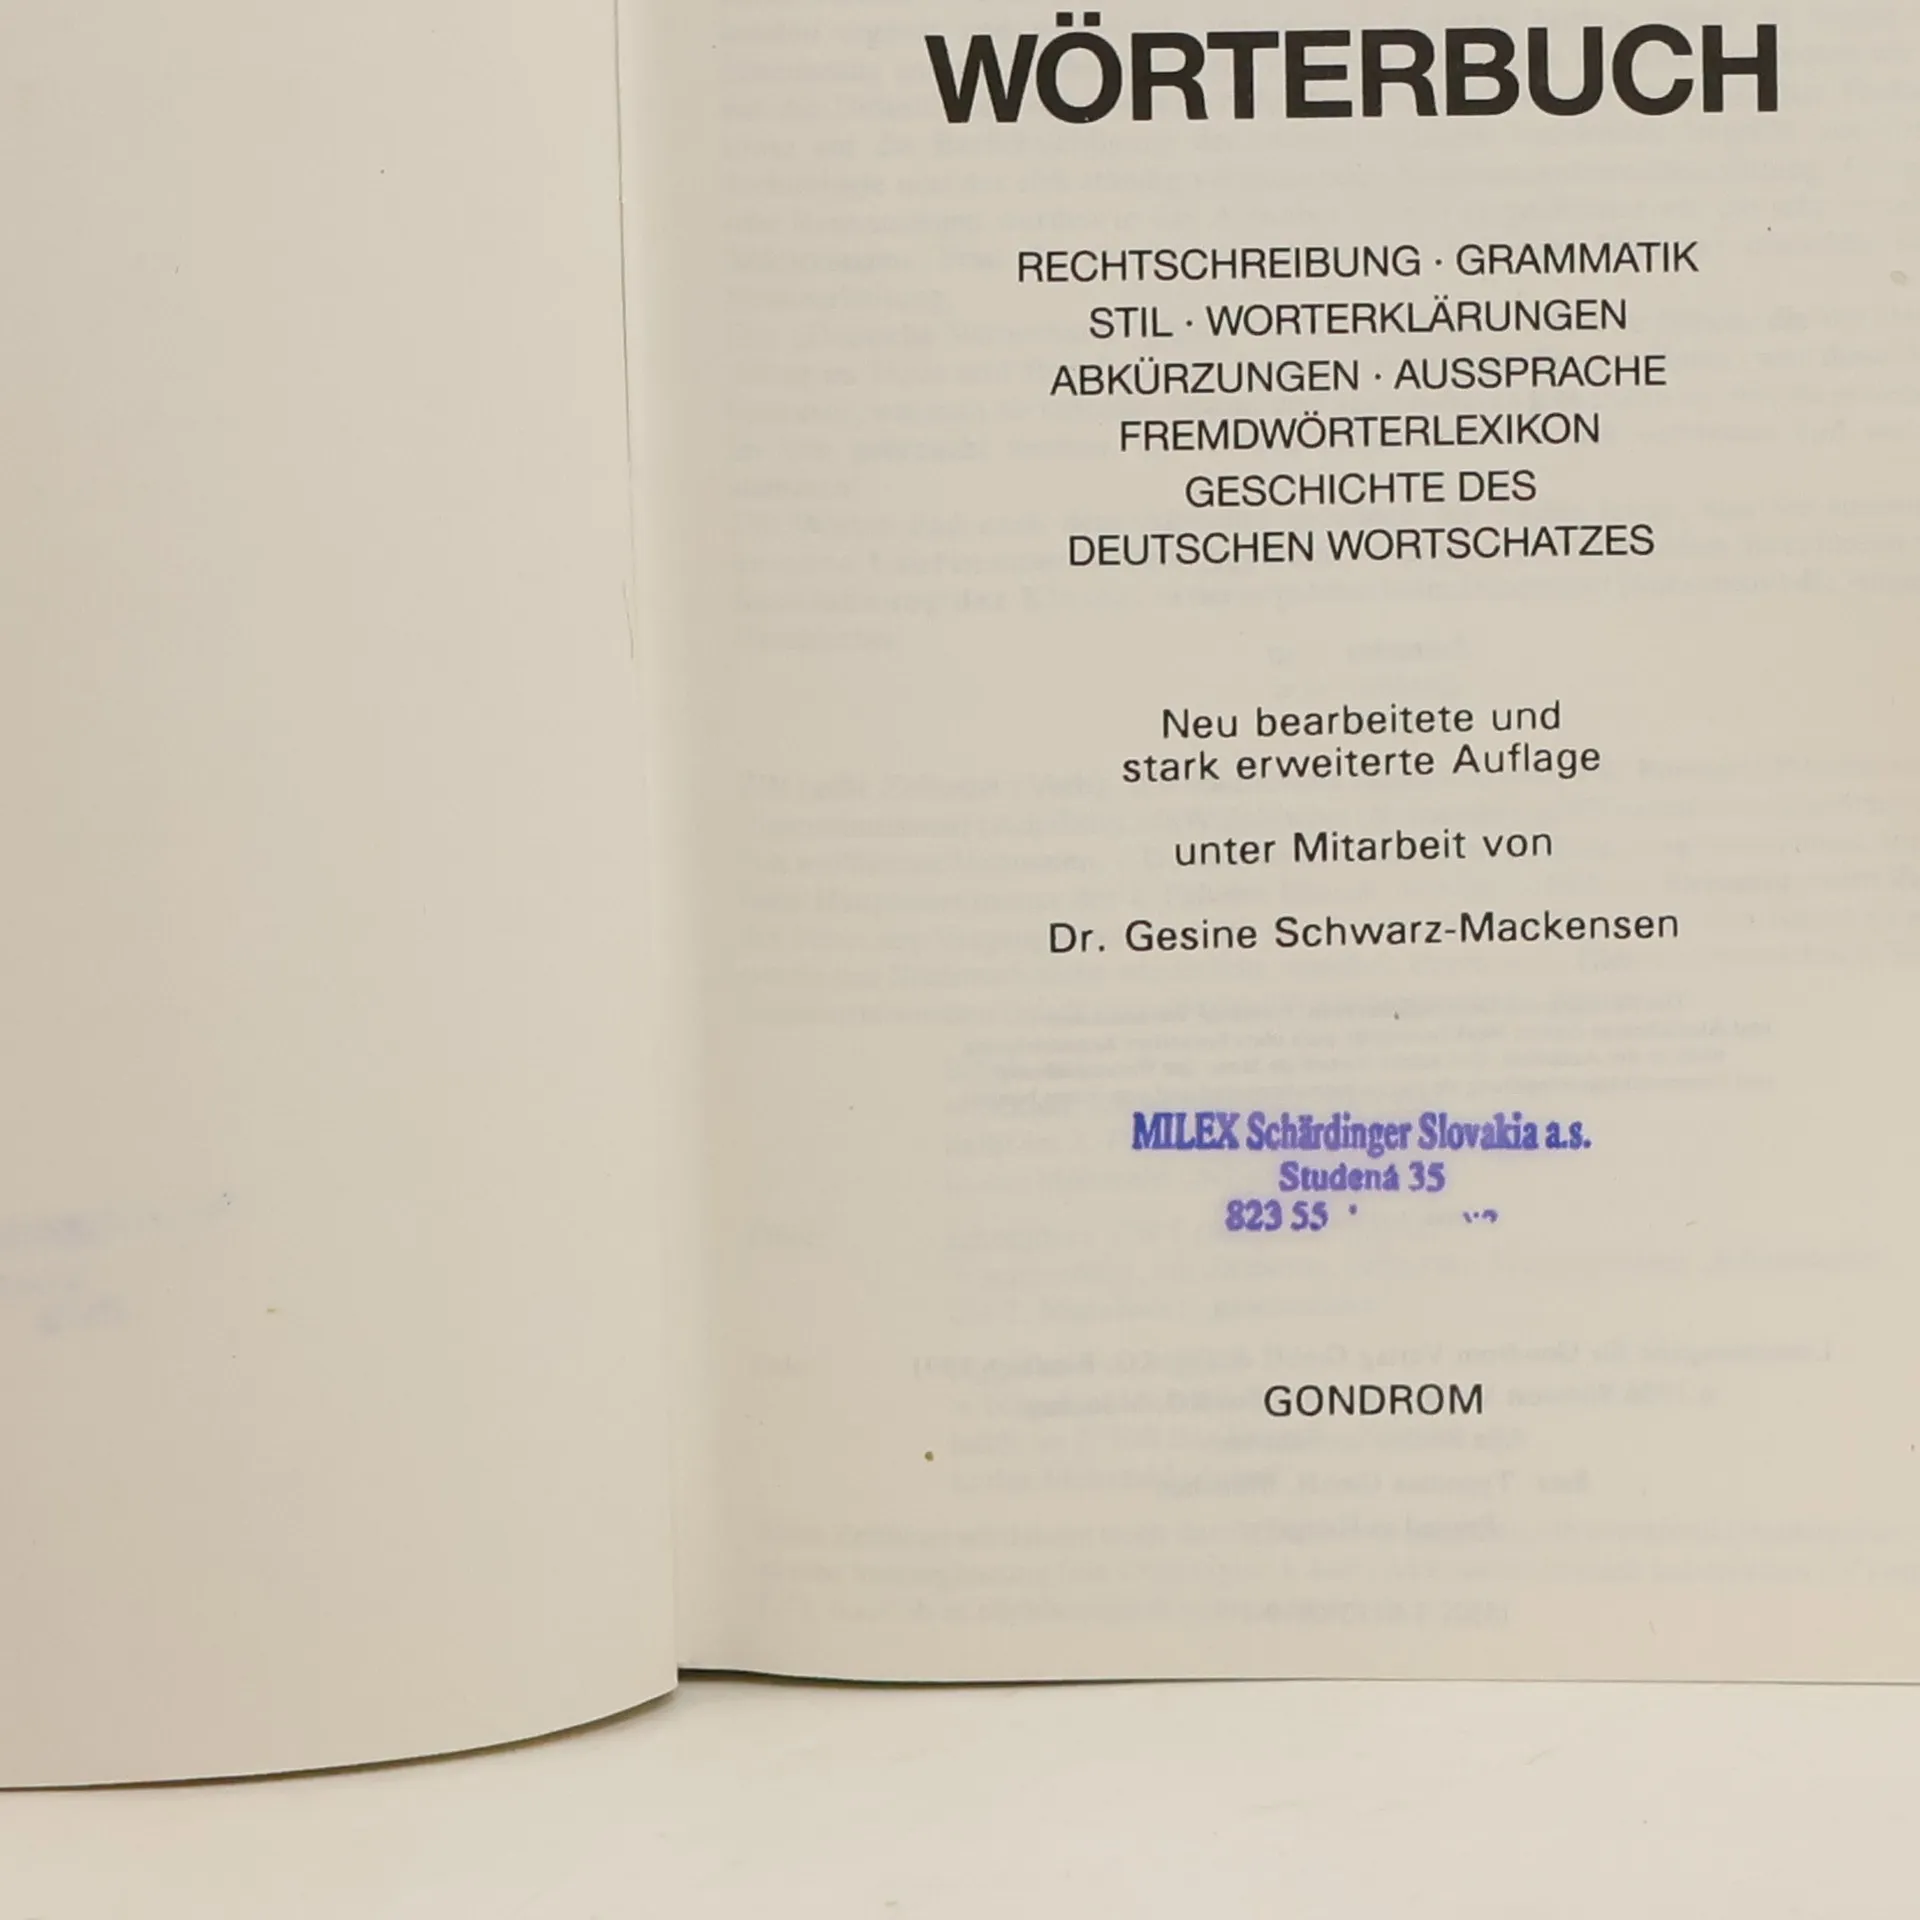 WÖRTERBUCH
RECHTSCHREIBUNG · GRAMMATIK
STIL · WORTERKLÄRUNGEN
ABKÜRZUNGEN · AUSSPRACHE
FREMDWÖRTERLEXIKON
GESCHICHTE DES
DEUTSCHEN WORTSCHATZES
Neu bearbeitete und
stark erweiterte Auflage
unter Mitarbeit von
Dr. Gesine Schwarz-Mackensen
MILEX Schärdinger Slovakia a.s.
Studená 35
823 55
GONDROM